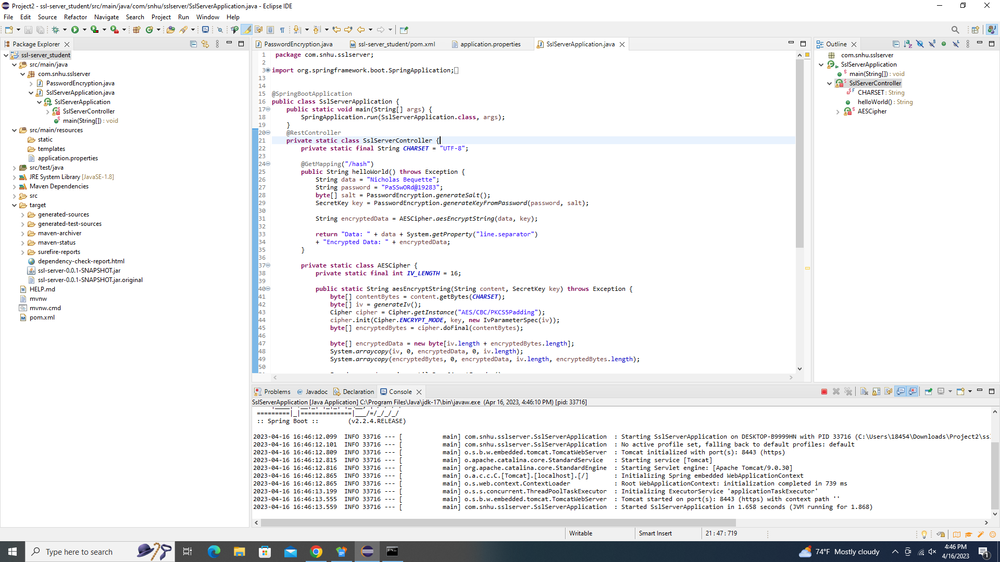 Project2 - ssl-server_student/src/main/java/com/snhu/sslserver/SslServerApplication.java - Eclipse IDE
File Edit Source Refactor Navigate Search Project Run Window Help
Package Explorer
ssl-server_student
src/main/java
com.snhu.sslserver
PasswordEncryption.java
SslServerApplication.java
SslServerApplication
SslServerController
main(String[]) : void
src/main/resources
static
templates
application.properties
src/test/java
JRE System Library [JavaSE-1.8]
Maven Dependencies
src
target
generated-sources
generated-test-sources
maven-archiver
maven-status
surefire-reports
dependency-check-report.html
ssl-server-0.0.1-SNAPSHOT.jar
ssl-server-0.0.1-SNAPSHOT.jar.original
HELP.md
mvnw
mvnw.cmd
pom.xml
PasswordEncryption.java ssl-server_student/pom.xml application.properties SslServerApplication.java
1 package com.snhu.sslserver;
2
3 import org.springframework.boot.SpringApplication;
13
14
15 @SpringBootApplication
16 public class SslServerApplication {
17 public static void main(String[] args) {
18 SpringApplication.run(SslServerApplication.class, args);
19 }
20 @RestController
21 private static class SslServerController {
22 private static final String CHARSET = "UTF-8";
23
24 @GetMapping("/hash")
25 public String helloWorld() throws Exception {
26 String data = "Nicholas Bequette";
27 String password = "PaSSwORd@19283";
28 byte[] salt = PasswordEncryption.generateSalt();
29 SecretKey key = PasswordEncryption.generateKeyFromPassword(password, salt);
30
31 String encryptedData = AESCipher.aesEncryptString(data, key);
32
33 return "Data: " + data + System.getProperty("line.separator")
34 + "Encrypted Data: " + encryptedData;
35 }
36
37 private static class AESCipher {
38 private static final int IV_LENGTH = 16;
39
40 public static String aesEncryptString(String content, SecretKey key) throws Exception {
41 byte[] contentBytes = content.getBytes(CHARSET);
42 byte[] iv = generateIv();
43 Cipher cipher = Cipher.getInstance("AES/CBC/PKCS5Padding");
44 cipher.init(Cipher.ENCRYPT_MODE, key, new IvParameterSpec(iv));
45 byte[] encryptedBytes = cipher.doFinal(contentBytes);
46
47 byte[] encryptedData = new byte[iv.length + encryptedBytes.length];
48 System.arraycopy(iv, 0, encryptedData, 0, iv.length);
49 System.arraycopy(encryptedBytes, 0, encryptedData, iv.length, encryptedBytes.length);
50
Outline
com.snhu.sslserver
SslServerApplication
main(String[]) : void
SslServerController
CHARSET : String
helloWorld() : String
AESCipher
Problems @ Javadoc Declaration Console
SslServerApplication [Java Application] C:\Program Files\Java\jdk-17\bin\javaw.exe (Apr 16, 2023, 4:46:10 PM) [pid: 33716]
=========|_|==============|___/=/_/_/_/
:: Spring Boot :: (v2.2.4.RELEASE)
2023-04-16 16:46:12.099 INFO 33716 --- [ main] com.snhu.sslserver.SslServerApplication : Starting SslServerApplication on DESKTOP-B9999HN with PID 33716 (C:\Users\18454\Downloads\Project2\ss
2023-04-16 16:46:12.101 INFO 33716 --- [ main] com.snhu.sslserver.SslServerApplication : No active profile set, falling back to default profiles: default
2023-04-16 16:46:12.809 INFO 33716 --- [ main] o.s.b.w.embedded.tomcat.TomcatWebServer : Tomcat initialized with port(s): 8443 (https)
2023-04-16 16:46:12.815 INFO 33716 --- [ main] o.apache.catalina.core.StandardService : Starting service [Tomcat]
2023-04-16 16:46:12.816 INFO 33716 --- [ main] org.apache.catalina.core.StandardEngine : Starting Servlet engine: [Apache Tomcat/9.0.30]
2023-04-16 16:46:12.865 INFO 33716 --- [ main] o.a.c.c.C.[Tomcat].[localhost].[/] : Initializing Spring embedded WebApplicationContext
2023-04-16 16:46:12.865 INFO 33716 --- [ main] o.s.web.context.ContextLoader : Root WebApplicationContext: initialization completed in 739 ms
2023-04-16 16:46:13.199 INFO 33716 --- [ main] o.s.s.concurrent.ThreadPoolTaskExecutor : Initializing ExecutorService 'applicationTaskExecutor'
2023-04-16 16:46:13.555 INFO 33716 --- [ main] o.s.b.w.embedded.tomcat.TomcatWebServer : Tomcat started on port(s): 8443 (https) with context path ''
2023-04-16 16:46:13.559 INFO 33716 --- [ main] com.snhu.sslserver.SslServerApplication : Started SslServerApplication in 1.658 seconds (JVM running for 1.868)
Writable Smart Insert 21 : 47 : 719
Type here to search
74°F Mostly cloudy
4:46 PM
4/16/2023
1